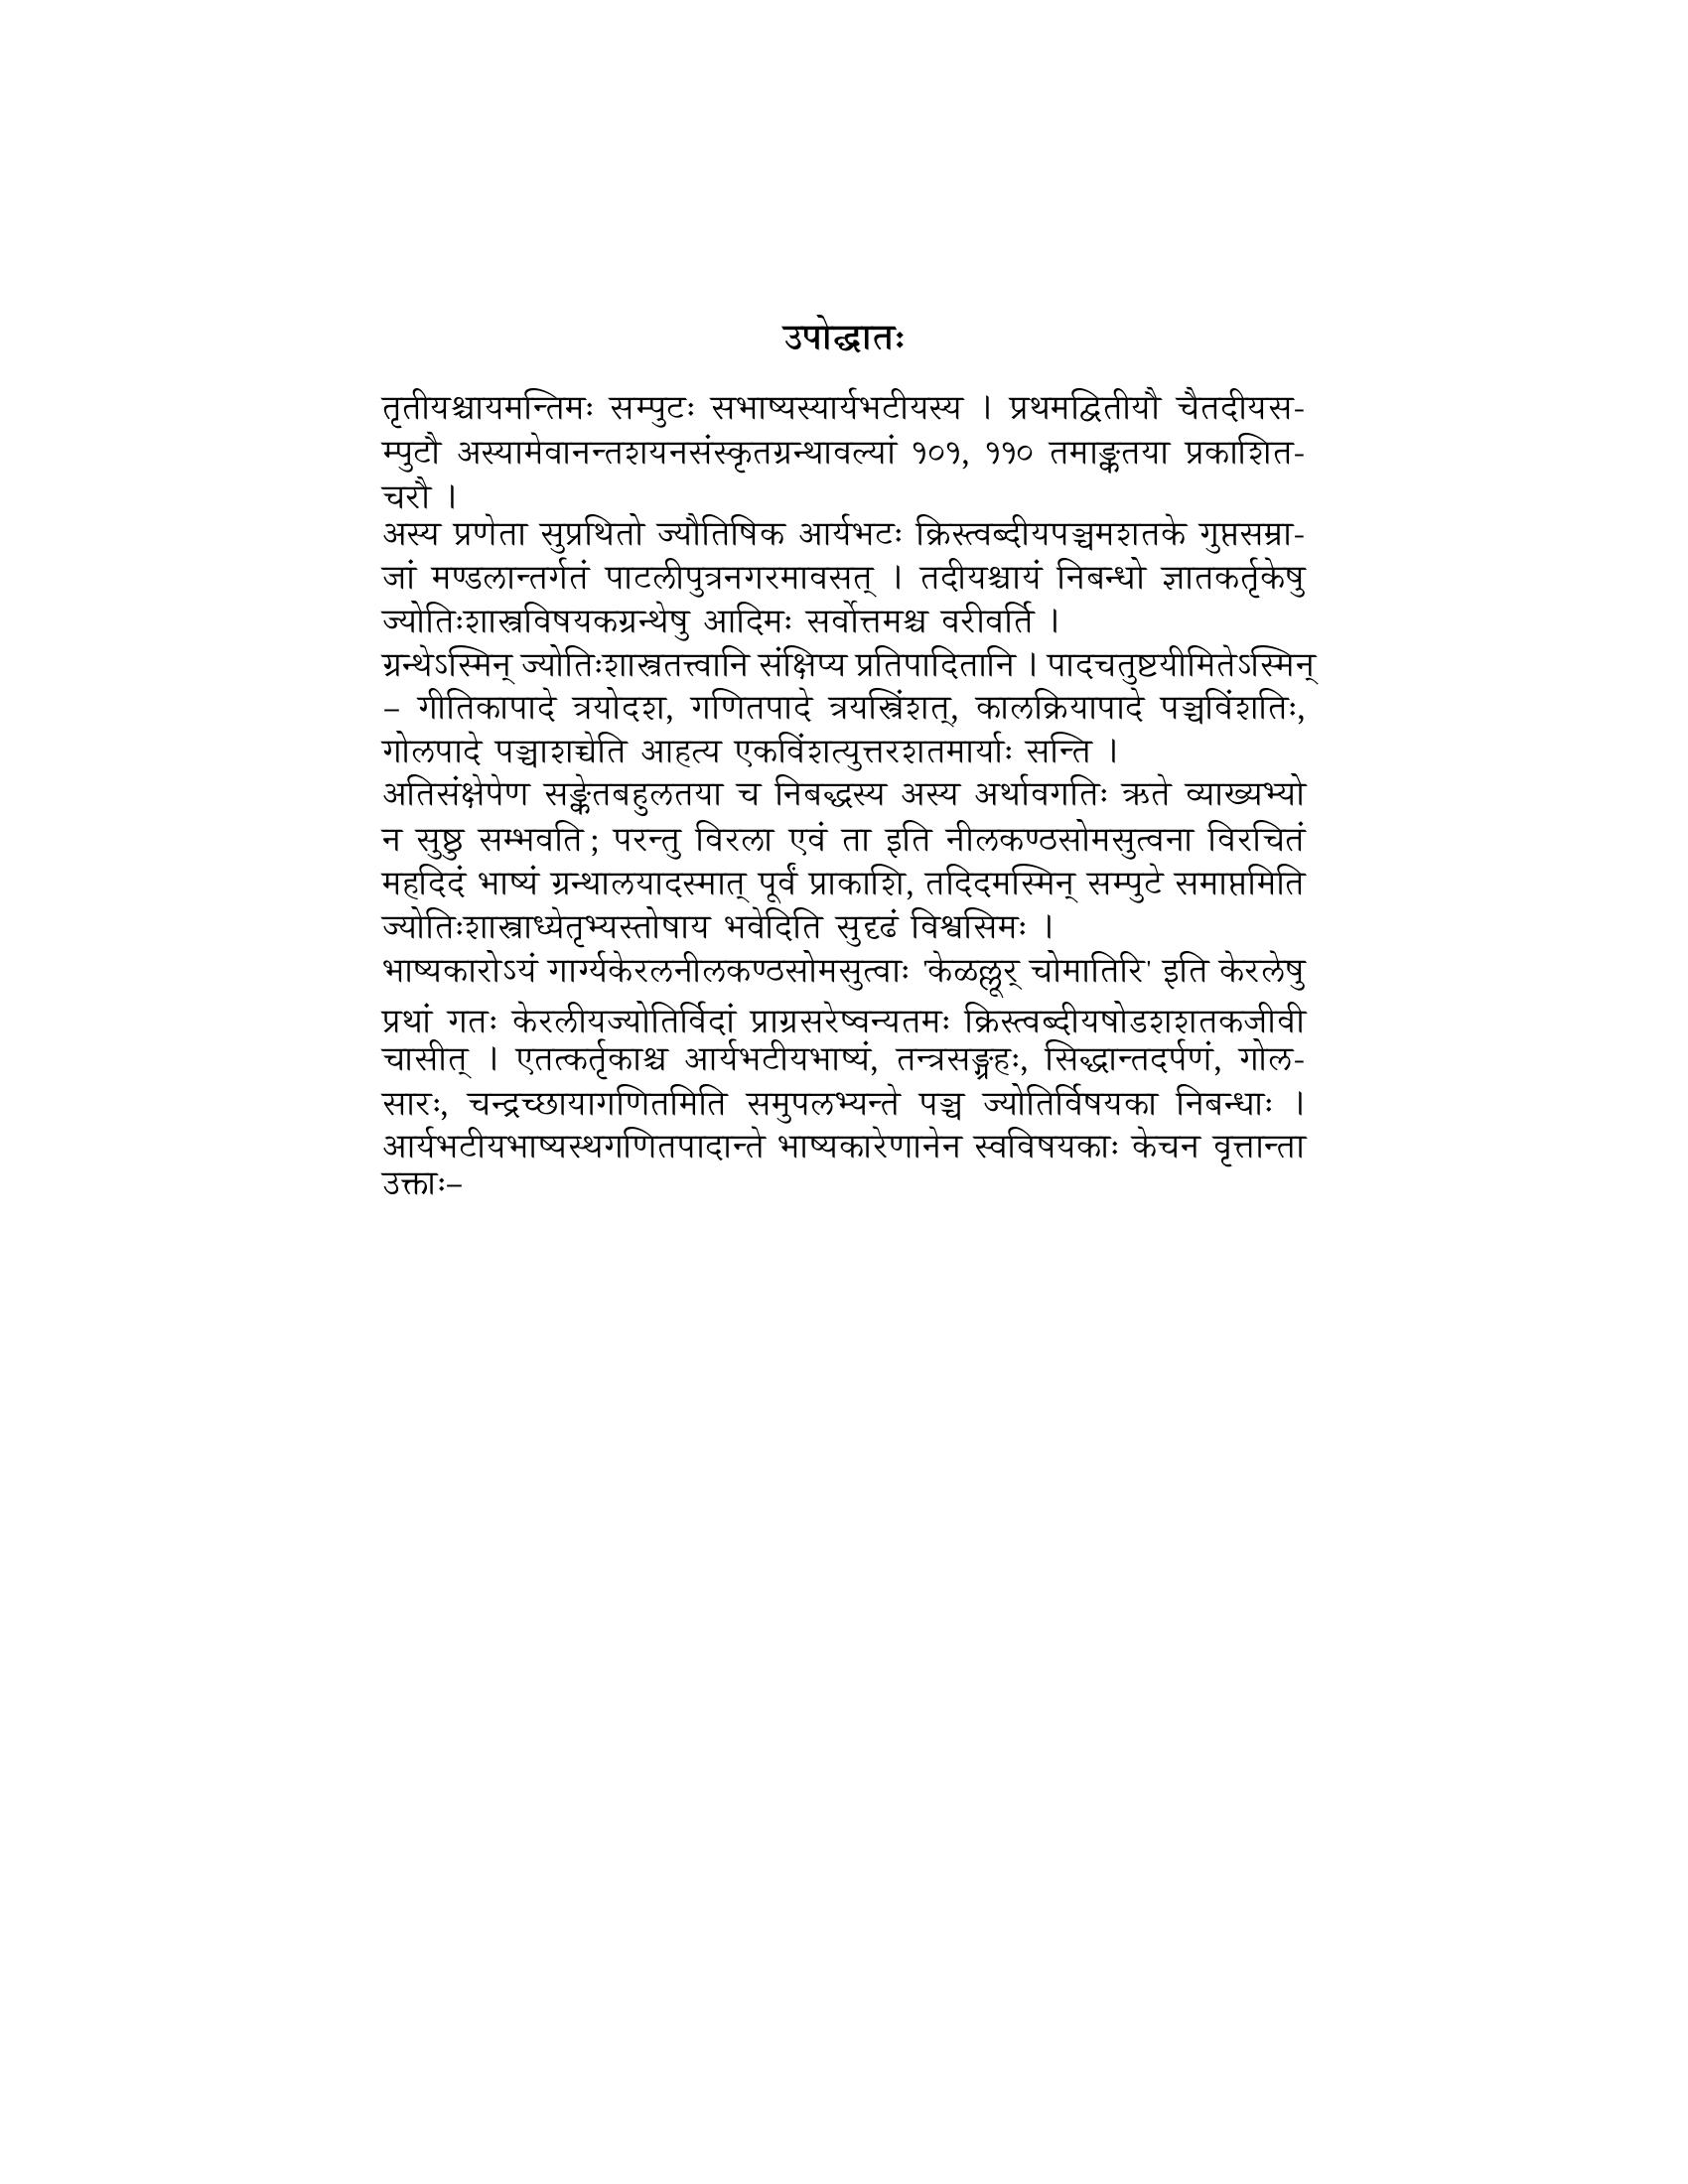 उपोद्घातः
तृतीयश्चायमन्तिमः सम्पुटः सभाष्यस्यार्यभटीयस्य । प्रथमद्वितीयौ चैतदीयस-
म्पुटौ अस्यामेवानन्तशयनसंस्कृतग्रन्थावल्यां १०१, ११० तमाङ्कतया प्रकाशित-
चरौ ।
अस्य प्रणेता सुप्रथितो ज्यौतिषिक आर्यभटः क्रिस्त्वब्दीयपञ्चमशतके गुप्तसम्रा-
जां मण्डलान्तर्गतं पाटलीपुत्रनगरमावसत् । तदीयश्चायं निबन्धो ज्ञातकर्तृकेषु
ज्योतिःशास्त्रविषयकग्रन्थेषु आदिमः सर्वोत्तमश्च वरीवर्ति ।
ग्रन्थेऽस्मिन् ज्योतिःशास्त्रतत्त्वानि संक्षिप्य प्रतिपादितानि । पादचतुष्टयीमितेऽस्मिन्
– गीतिकापादे त्रयोदश, गणितपादे त्रयस्त्रिंशत्, कालक्रियापादे पञ्चविंशतिः,
गोलपादे पञ्चाशच्चेति आहत्य एकविंशत्युत्तरशतमार्याः सन्ति ।
अतिसंक्षेपेण सङ्केतबहुलतया च निबद्धस्य अस्य अर्थावगतिः ऋते व्याख्यभ्यो
न सुष्ठु सम्भवति; परन्तु विरला एवं ता इति नीलकण्ठसोमसुत्वना विरचितं
महदिदं भाष्यं ग्रन्थालयादस्मात् पूर्वं प्राकाशि, तदिदमस्मिन् सम्पुटे समाप्तमिति
ज्योतिःशास्त्राध्येतृभ्यस्तोषाय भवेदिति सुदृढं विश्वसिमः ।
भाष्यकारोऽयं गार्ग्यकेरलनीलकण्ठसोमसुत्वाः 'केळल्लूर् चोमातिरि' इति केरलेषु
प्रथां गतः केरलीयज्योतिर्विदां प्राग्रसरेष्वन्यतमः क्रिस्त्वब्दीयषोडशशतकजीवी
चासीत् । एतत्कर्तृकाश्च आर्यभटीयभाष्यं, तन्त्रसङ्ग्रहः, सिद्धान्तदर्पणं, गोल-
सारः, चन्द्रच्छायागणितमिति समुपलभ्यन्ते पञ्च ज्योतिर्विषयका निबन्धाः ।
आर्यभटीयभाष्यस्थगणितपादान्ते भाष्यकारेणानेन स्वविषयकाः केचन वृत्तान्ता
उक्ताः–